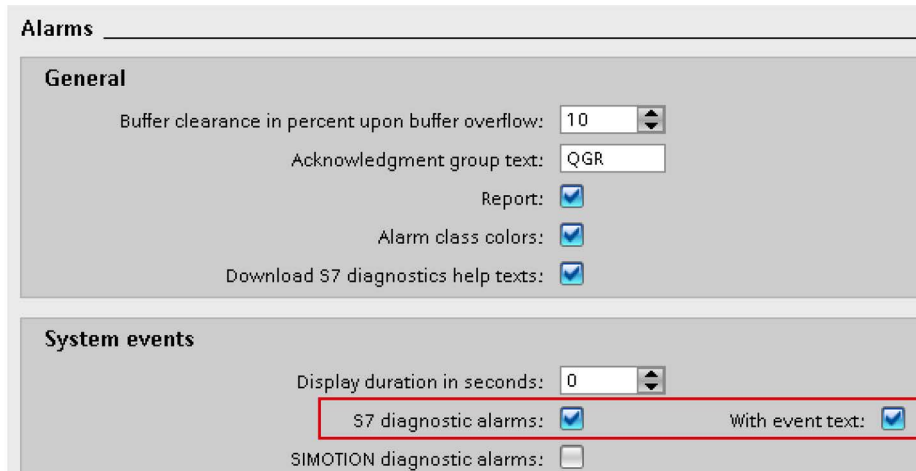 Alarms
General
Buffer clearance in percent upon buffer overflow: 10
Acknowledgment group text: QGR
Report:
Alarm class colors:
Download S7 diagnostics help texts:
System events
Display duration in seconds: 0
S7 diagnostic alarms: With event text:
SIMOTION diagnostic alarms: